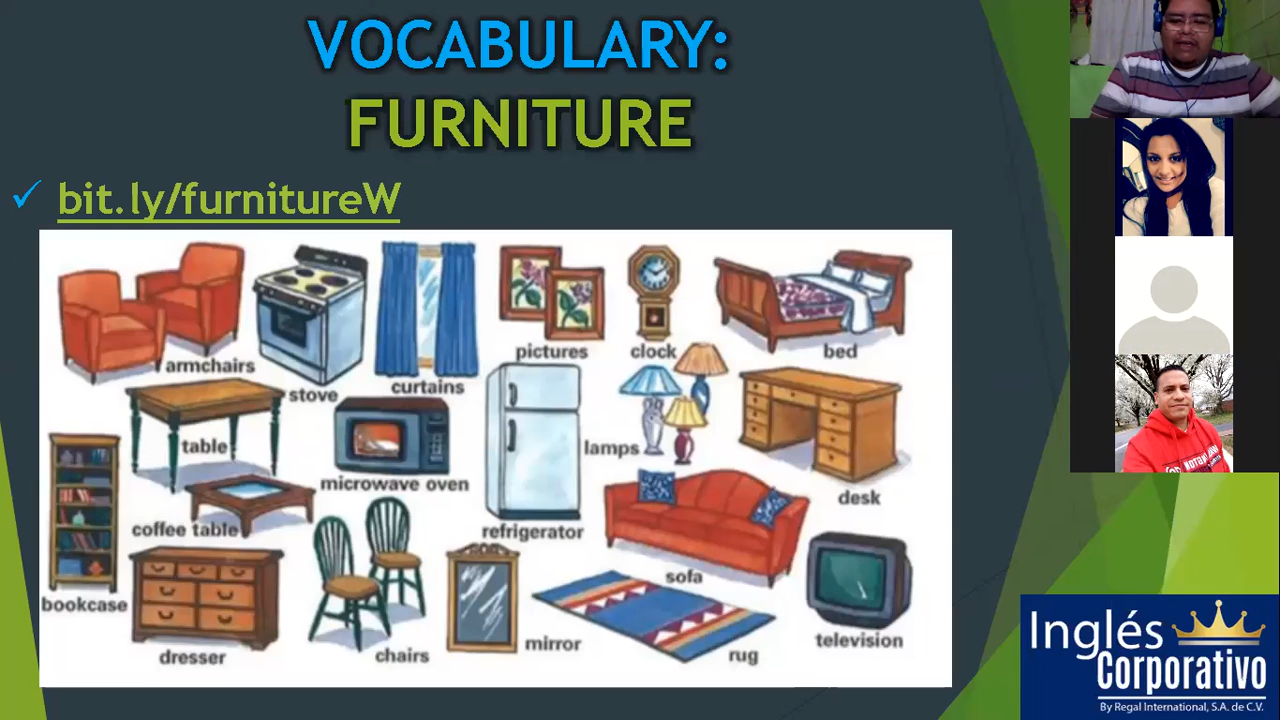 VOCABULARY:
FURNITURE
✓ bit.ly/furnitureW
armchairs
stove
curtains
pictures
clock
bed
table
microwave oven
refrigerator
lamps
desk
bookcase
coffee table
dresser
chairs
mirror
sofa
rug
television
Inglés
Corporativo
By Regal International, S.A. de C.V.